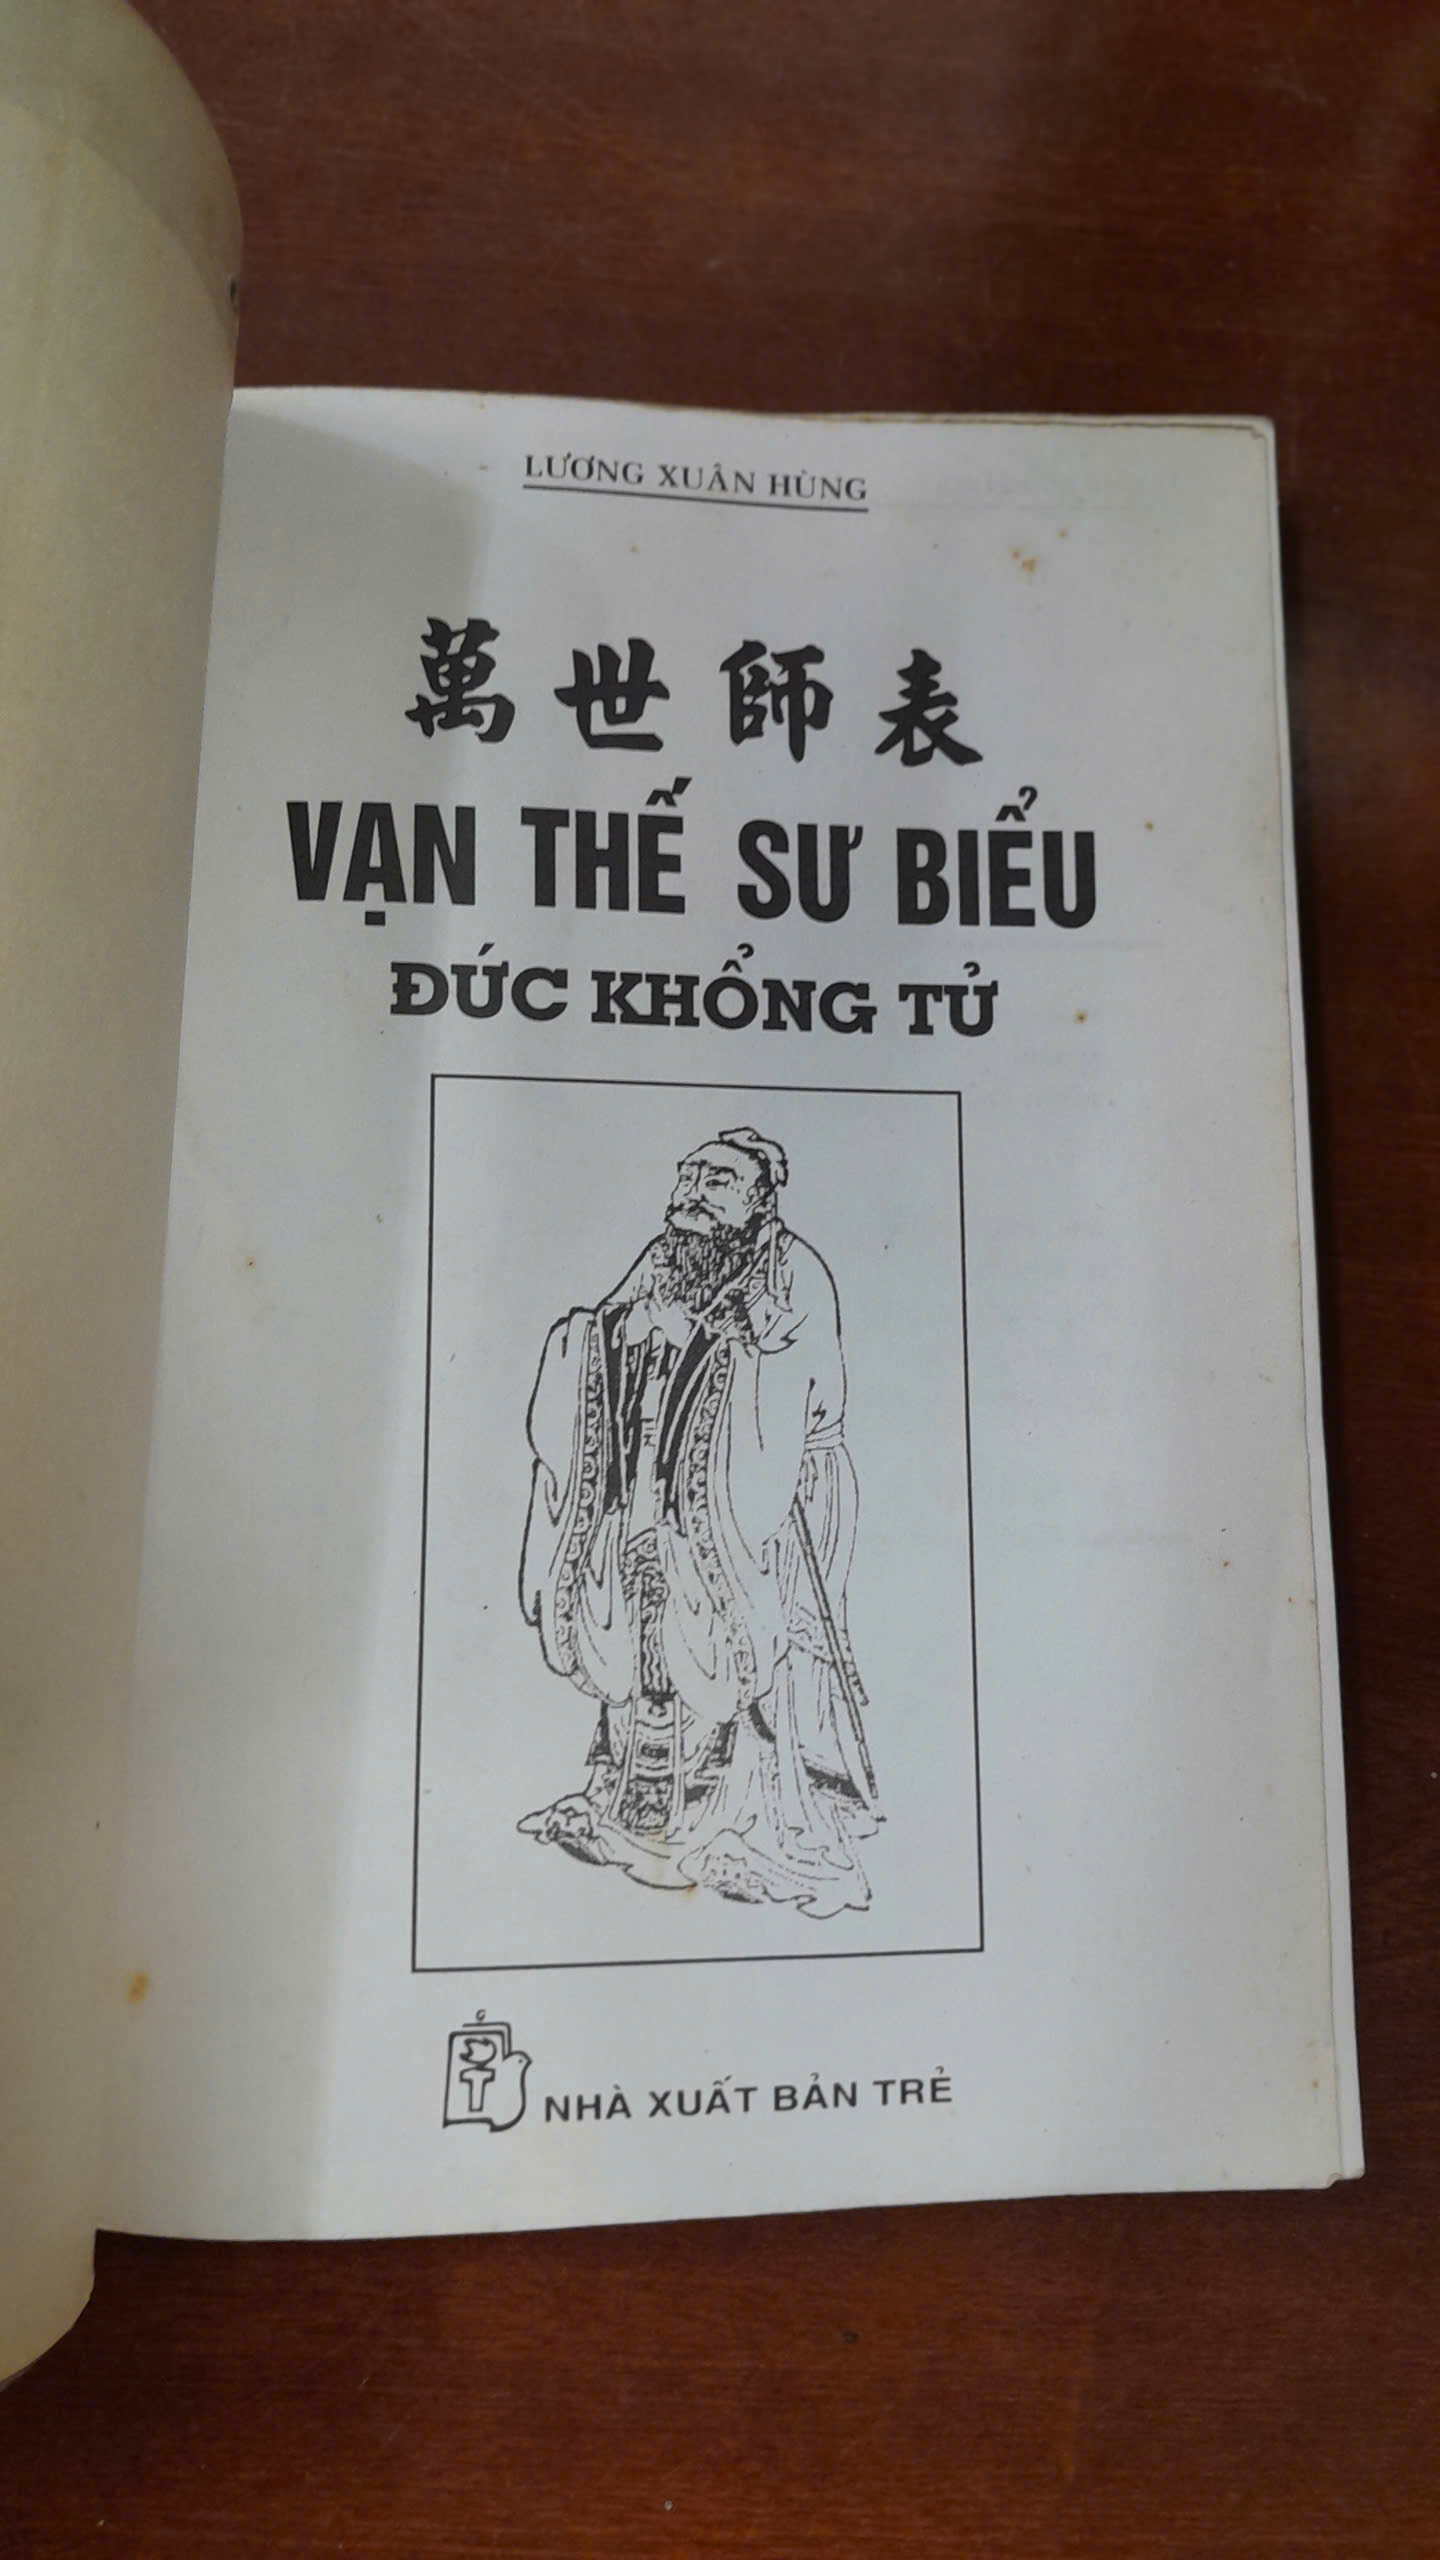 LƯƠNG XUÂN HÙNG
萬世師表
VẠN THẾ SƯ BIỂU
ĐỨC KHỔNG TỬ
NHÀ XUẤT BẢN TRẺ